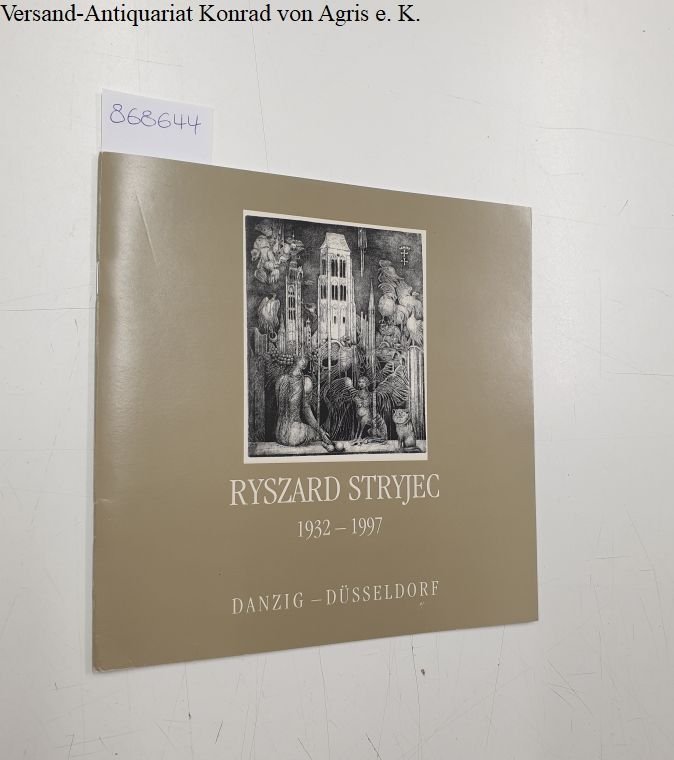 Versand-Antiquariat Konrad von Agris e. K.
868644
RYSZARD STRYJEC
1932 – 1997
DANZIG – DÜSSELDORF